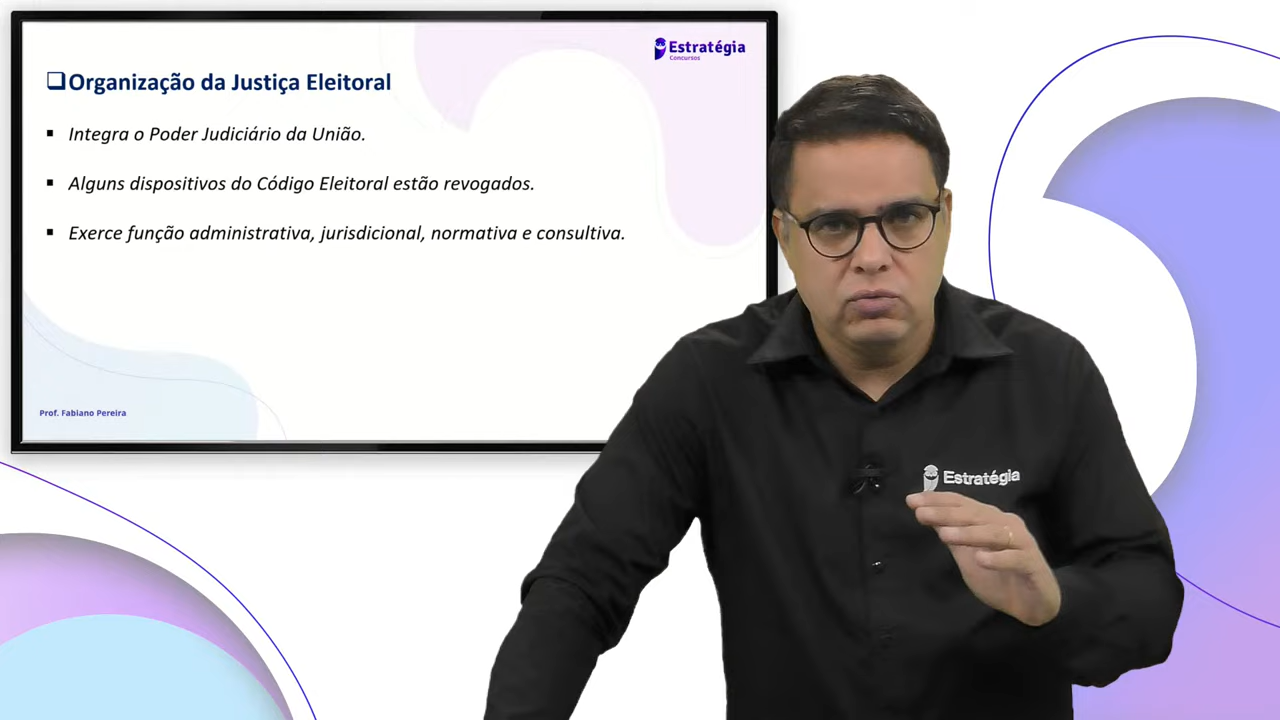 Estratégia
Concursos
Organização da Justiça Eleitoral
Integra o Poder Judiciário da União.
Alguns dispositivos do Código Eleitoral estão revogados.
Exerce função administrativa, jurisdicional, normativa e consultiva.
Prof. Fabiano Pereira
Estratégia